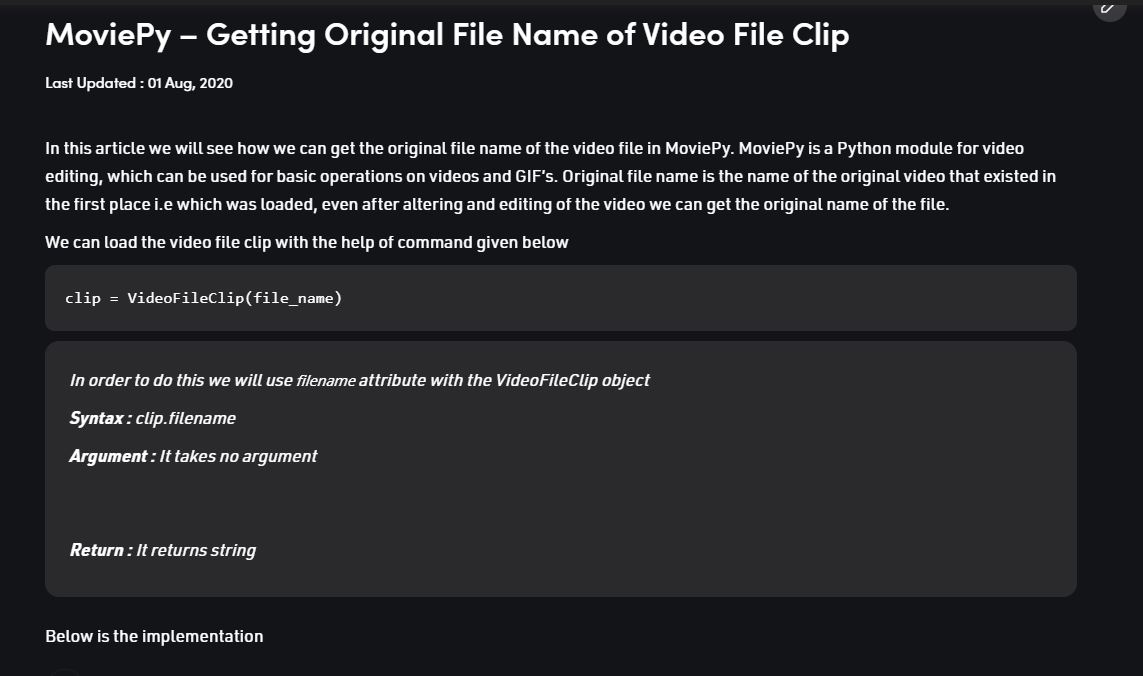 MoviePy – Getting Original File Name of Video File Clip
Last Updated : 01 Aug, 2020
In this article we will see how we can get the original file name of the video file in MoviePy. MoviePy is a Python module for video
editing, which can be used for basic operations on videos and GIF's. Original file name is the name of the original video that existed in
the first place i.e which was loaded, even after altering and editing of the video we can get the original name of the file.
We can load the video file clip with the help of command given below
clip = VideoFileClip(file_name)
In order to do this we will use filename attribute with the VideoFileClip object
Syntax : clip.filename
Argument : It takes no argument
Return : It returns string
Below is the implementation